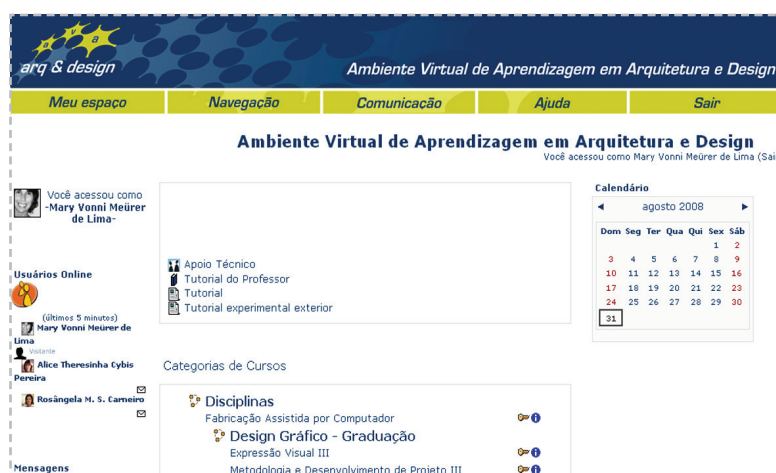 a v a
arq & design
Ambiente Virtual de Aprendizagem em Arquitetura e Design
Meu espaço Navegação Comunicação Ajuda Sair
Ambiente Virtual de Aprendizagem em Arquitetura e Design
Você acessou como Mary Vonni Meürer de Lima (Sai
Você acessou como
-Mary Vonni Meürer
de Lima-
Usuários Online
(últimos 5 minutos)
Mary Vonni Meürer de
Lima
Visitante
Alice Theresinha Cybis
Pereira
Rosângela M. S. Carneiro
Mensagens
Apoio Técnico
Tutorial do Professor
Tutorial
Tutorial experimental exterior
Categorias de Cursos
Disciplinas
Fabricação Assistida por Computador
Design Gráfico - Graduação
Expressão Visual III
Metodologia e Desenvolvimento de Projeto III
Calendário
◄ agosto 2008 ►
Dom Seg Ter Qua Qui Sex Sáb
1 2
3 4 5 6 7 8 9
10 11 12 13 14 15 16
17 18 19 20 21 22 23
24 25 26 27 28 29 30
31